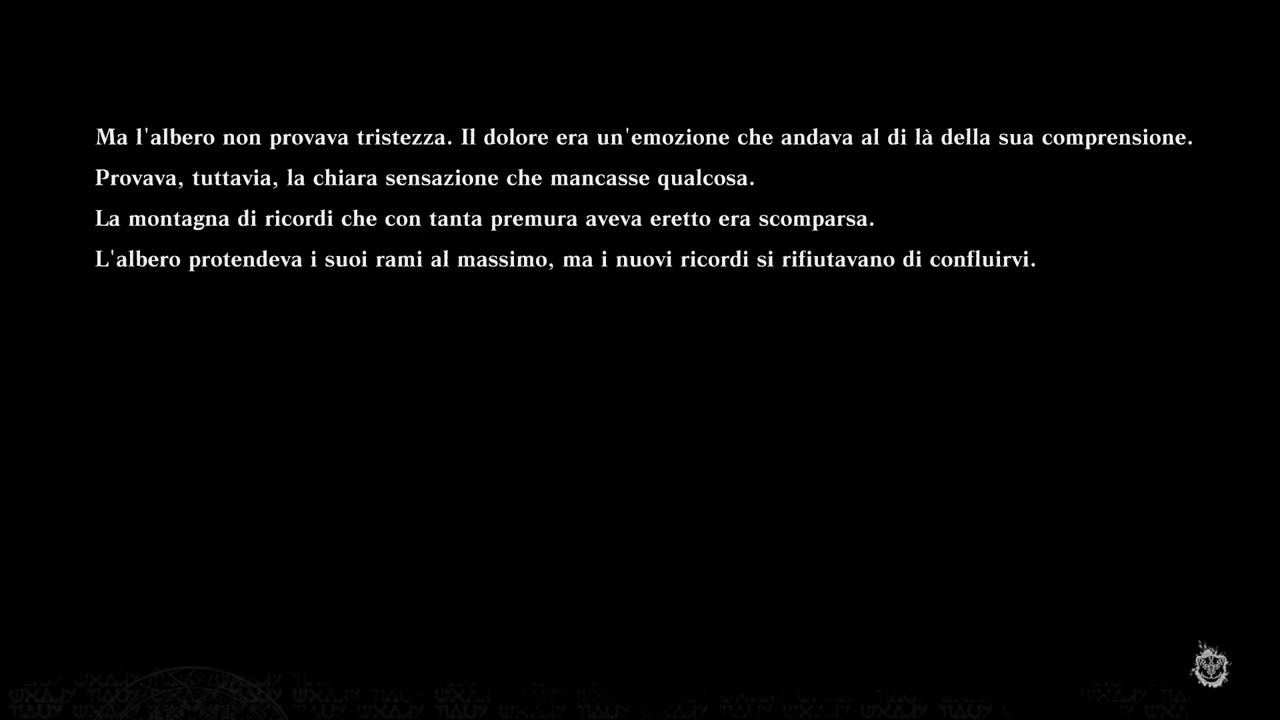 Ma l'albero non provava tristezza. Il dolore era un'emozione che andava al di là della sua comprensione.
Provava, tuttavia, la chiara sensazione che mancasse qualcosa.
La montagna di ricordi che con tanta premura aveva eretto era scomparsa.
L'albero protendeva i suoi rami al massimo, ma i nuovi ricordi si rifiutavano di confluirvi.